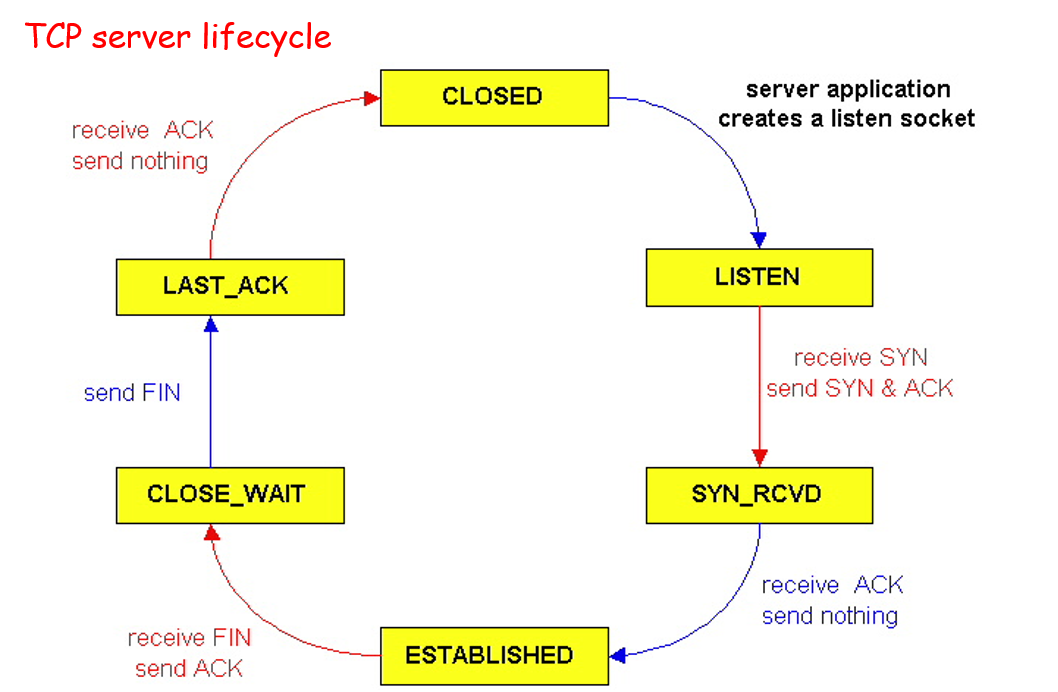 TCP server lifecycle
CLOSED
server application
creates a listen socket
receive ACK
send nothing
LAST_ACK
LISTEN
receive SYN
send SYN & ACK
send FIN
CLOSE_WAIT
SYN_RCVD
receive ACK
send nothing
receive FIN
send ACK
ESTABLISHED